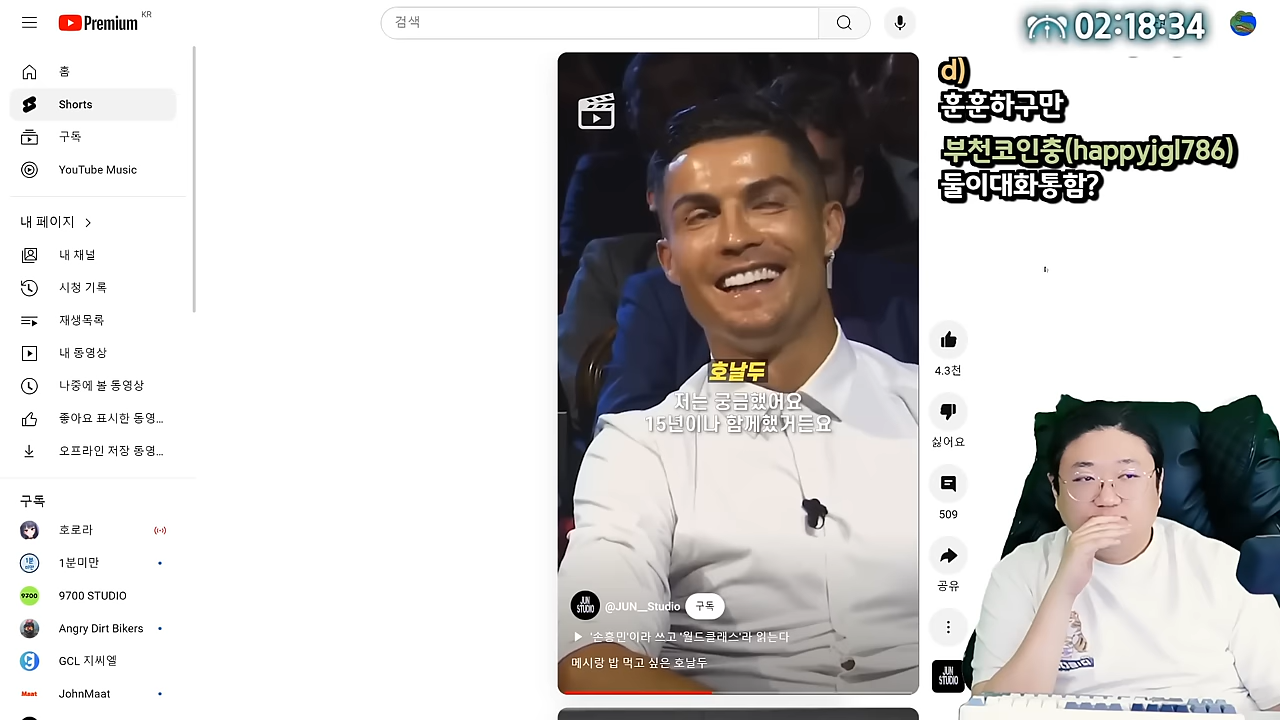 Premium KR
검색
02:18:34
홈
Shorts
구독
YouTube Music
내 페이지
내 채널
시청 기록
재생목록
내 동영상
나중에 볼 동영상
좋아요 표시한 동영...
오프라인 저장 동영...
구독
호로라
1분미만
9700 STUDIO
Angry Dirt Bikers
GCL 지씨엘
JohnMaat
호날두
저는 궁금했어요
15년이나 함께했거든요
JUN STUDIO
@JUN__Studio
구독
'손흥민'이라 쓰고 '월드클래스'라 읽는다
메시랑 밥 먹고 싶은 호날두
d)
훈훈하구만
부천코인충(happyjgl786)
둘이대화통함?
4.3천
싫어요
509
공유
JUN STUDIO